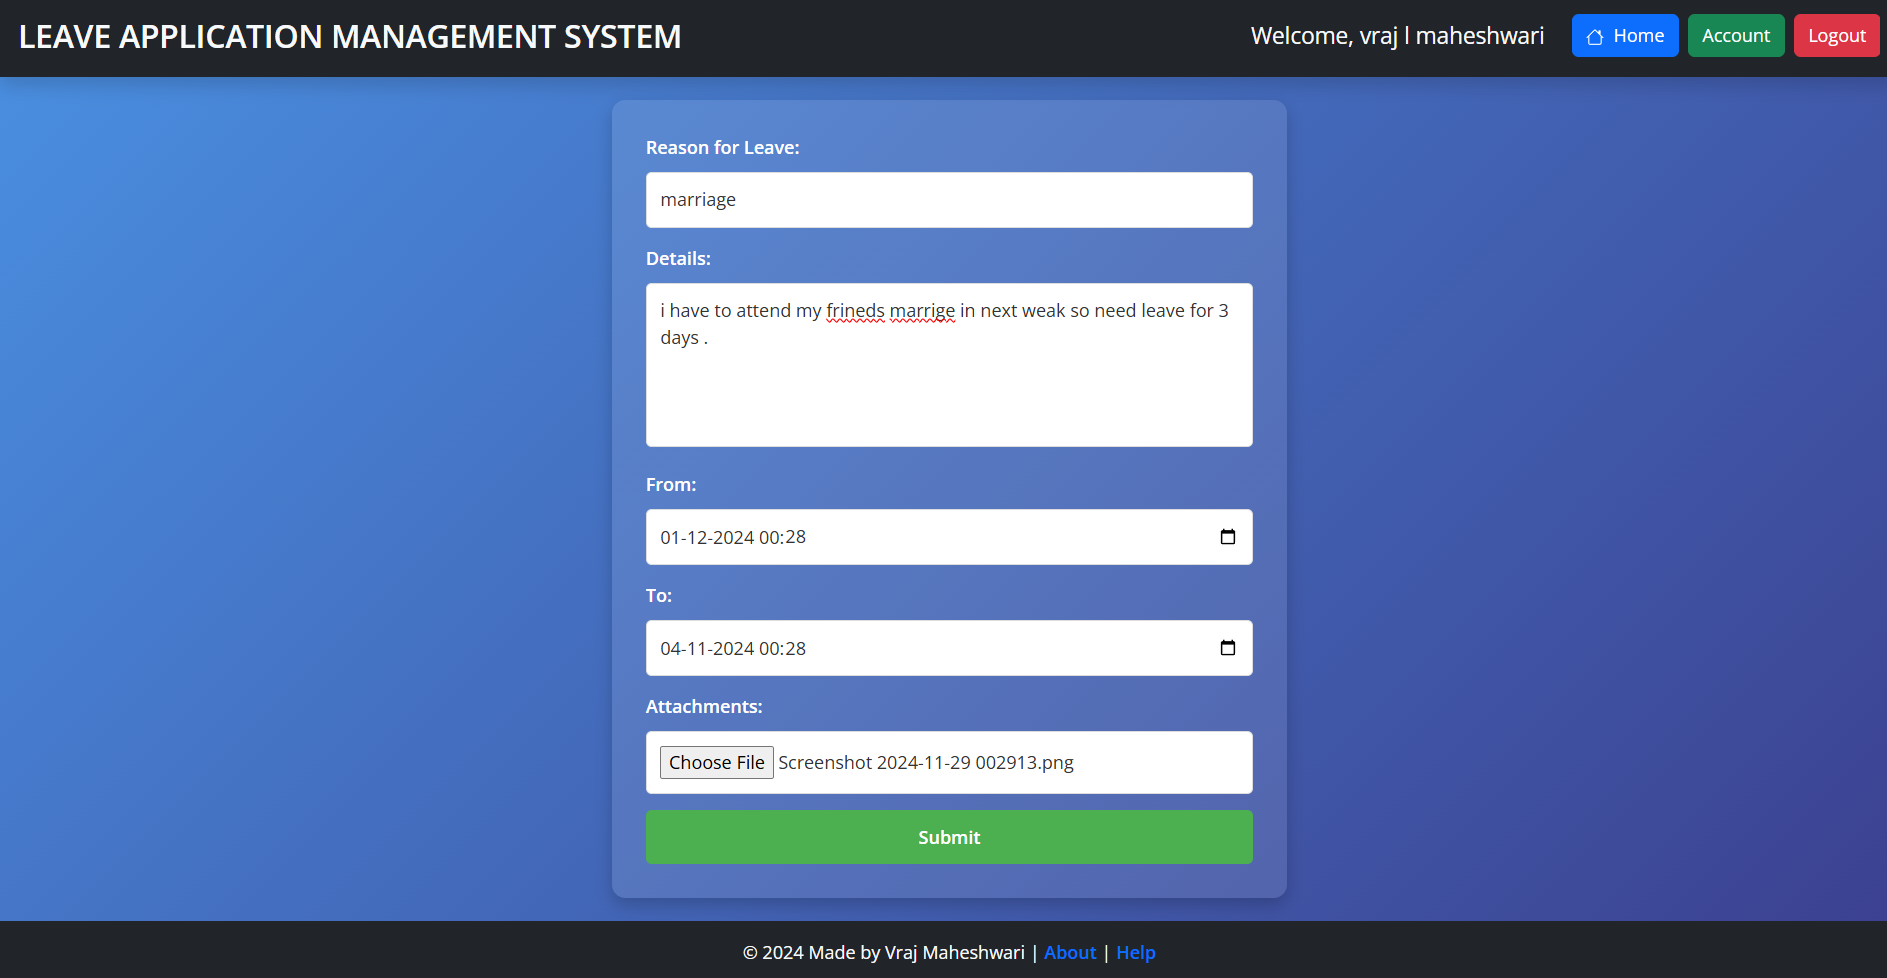 LEAVE APPLICATION MANAGEMENT SYSTEM
Welcome, vraj l maheshwari
Home
Account
Logout
Reason for Leave:
marriage
Details:
i have to attend my frineds marrige in next weak so need leave for 3
days .
From:
01-12-2024 00:28
To:
04-11-2024 00:28
Attachments:
Choose File Screenshot 2024-11-29 002913.png
Submit
© 2024 Made by Vraj Maheshwari | About | Help